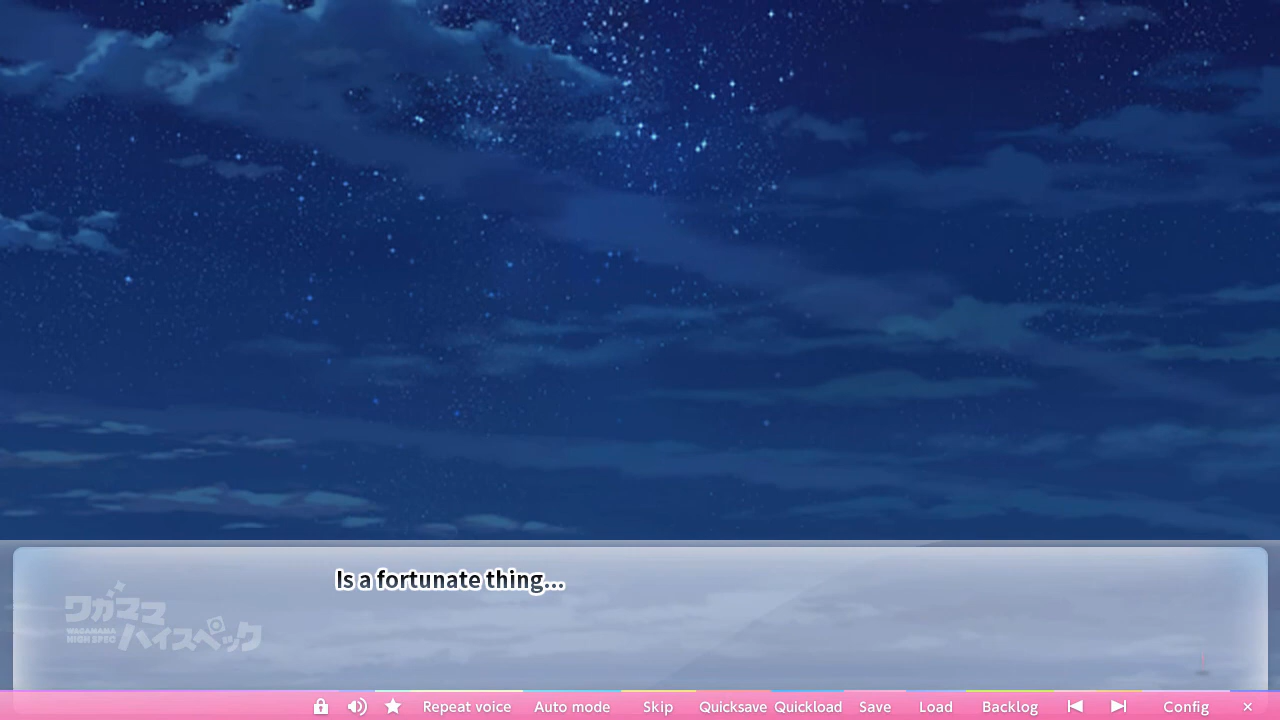 Is a fortunate thing...
ワガママ
WAGAMAMA
HIGH SPEC
ハイスペック
Repeat voice
Auto mode
Skip
Quicksave
Quickload
Save
Load
Backlog
Config